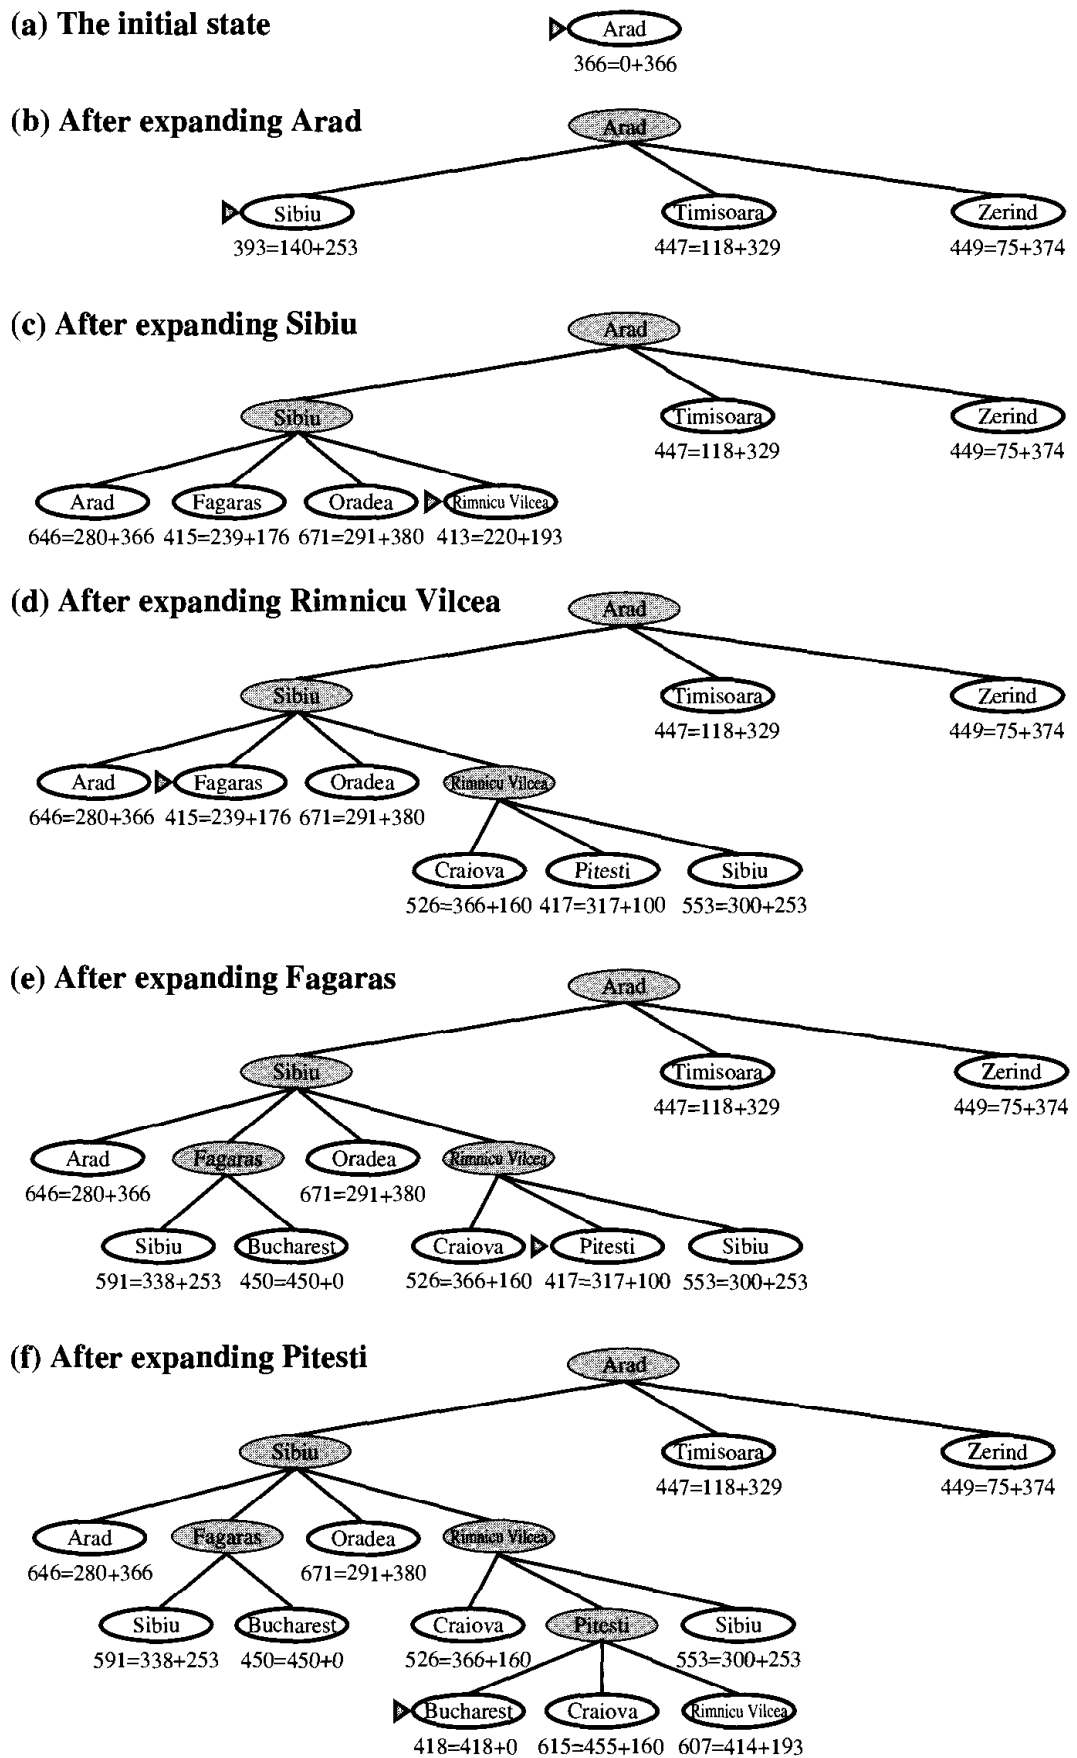 (a) The initial state
Arad
366=0+366
(b) After expanding Arad
Arad
Sibiu Timisoara Zerind
393=140+253 447=118+329 449=75+374
(c) After expanding Sibiu
Arad
Sibiu Timisoara Zerind
447=118+329 449=75+374
Arad Fagaras Oradea Rimnicu Vilcea
646=280+366 415=239+176 671=291+380 413=220+193
(d) After expanding Rimnicu Vilcea
Arad
Sibiu Timisoara Zerind
447=118+329 449=75+374
Arad Fagaras Oradea Rimnicu Vilcea
646=280+366 415=239+176 671=291+380
Craiova Pitesti Sibiu
526=366+160 417=317+100 553=300+253
(e) After expanding Fagaras
Arad
Sibiu Timisoara Zerind
447=118+329 449=75+374
Arad Fagaras Oradea Rimnicu Vilcea
646=280+366 671=291+380
Sibiu Bucharest Craiova Pitesti Sibiu
591=338+253 450=450+0 526=366+160 417=317+100 553=300+253
(f) After expanding Pitesti
Arad
Sibiu Timisoara Zerind
447=118+329 449=75+374
Arad Fagaras Oradea Rimnicu Vilcea
646=280+366 671=291+380
Sibiu Bucharest Craiova Pitesti Sibiu
591=338+253 450=450+0 526=366+160 553=300+253
Bucharest Craiova Rimnicu Vilcea
418=418+0 615=455+160 607=414+193